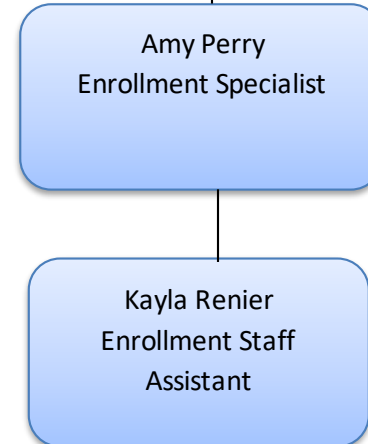 Amy Perry
Enrollment Specialist
Kayla Renier
Enrollment Staff
Assistant